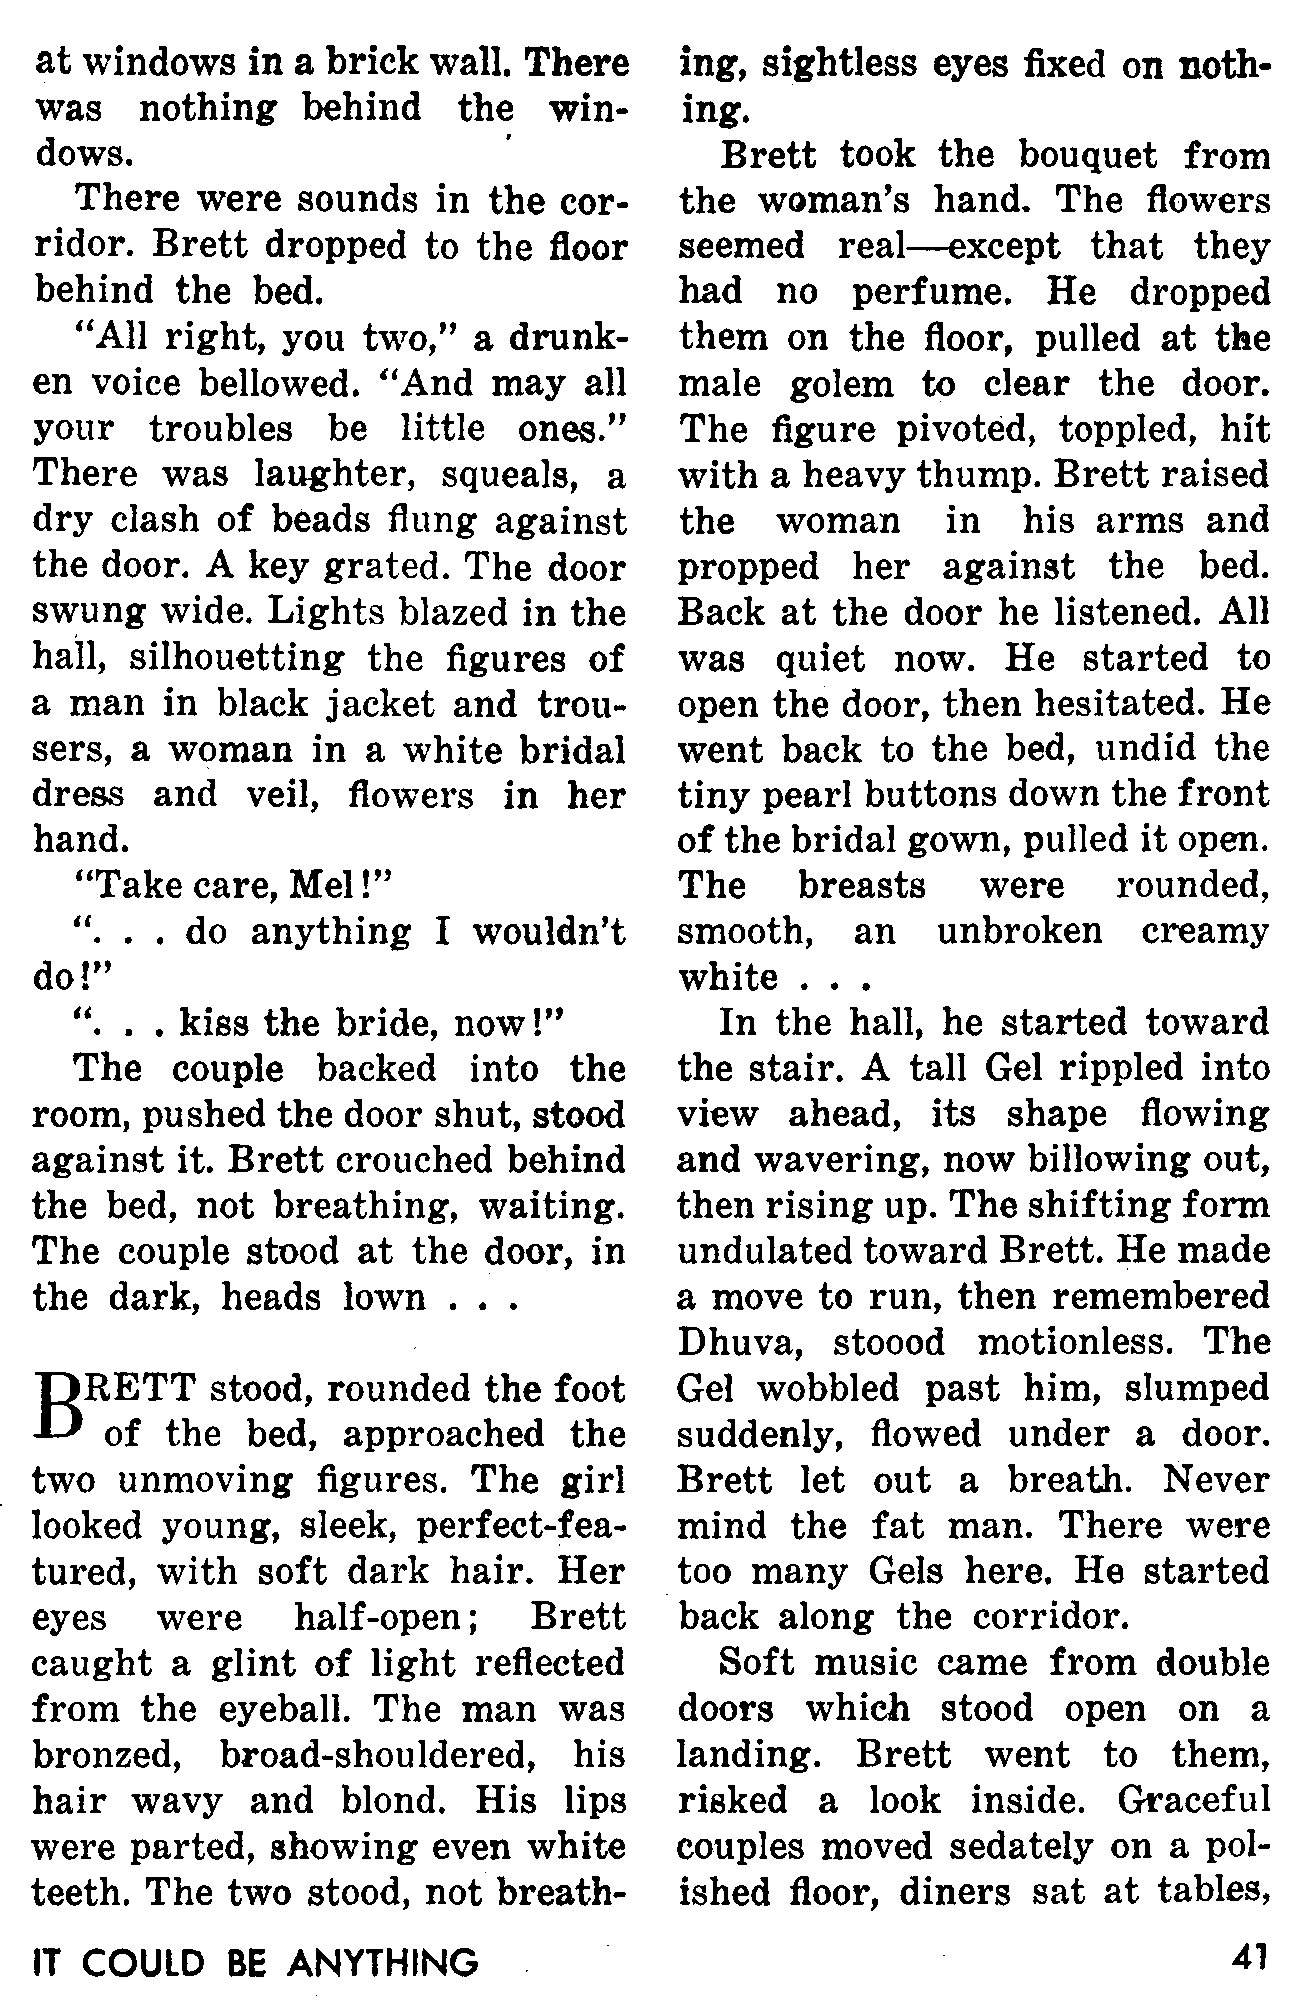 at windows in a brick wall. There
was nothing behind the win-
dows.
There were sounds in the cor-
ridor. Brett dropped to the floor
behind the bed.
“All right, you two,” a drunk-
en voice bellowed. “And may all
your troubles be little ones.”
There was laughter, squeals, a
dry clash of beads flung against
the door. A key grated. The door
swung wide. Lights blazed in the
hall, silhouetting the figures of
a man in black jacket and trou-
sers, a woman in a white bridal
dress and veil, flowers in her
hand.
“Take care, Mel!”
“. . . do anything I wouldn't
do!”
“. . . kiss the bride, now!”
The couple backed into the
room, pushed the door shut, stood
against it. Brett crouched behind
the bed, not breathing, waiting.
The couple stood at the door, in
the dark, heads lown . . .
BRETT stood, rounded the foot
of the bed, approached the
two unmoving figures. The girl
looked young, sleek, perfect-fea-
tured, with soft dark hair. Her
eyes were half-open; Brett
caught a glint of light reflected
from the eyeball. The man was
bronzed, broad-shouldered, his
hair wavy and blond. His lips
were parted, showing even white
teeth. The two stood, not breath-
ing, sightless eyes fixed on noth-
ing.
Brett took the bouquet from
the woman's hand. The flowers
seemed real—except that they
had no perfume. He dropped
them on the floor, pulled at the
male golem to clear the door.
The figure pivoted, toppled, hit
with a heavy thump. Brett raised
the woman in his arms and
propped her against the bed.
Back at the door he listened. All
was quiet now. He started to
open the door, then hesitated. He
went back to the bed, undid the
tiny pearl buttons down the front
of the bridal gown, pulled it open.
The breasts were rounded,
smooth, an unbroken creamy
white . . .
In the hall, he started toward
the stair. A tall Gel rippled into
view ahead, its shape flowing
and wavering, now billowing out,
then rising up. The shifting form
undulated toward Brett. He made
a move to run, then remembered
Dhuva, stoood motionless. The
Gel wobbled past him, slumped
suddenly, flowed under a door.
Brett let out a breath. Never
mind the fat man. There were
too many Gels here. He started
back along the corridor.
Soft music came from double
doors which stood open on a
landing. Brett went to them,
risked a look inside. Graceful
couples moved sedately on a pol-
ished floor, diners sat at tables,
IT COULD BE ANYTHING
41